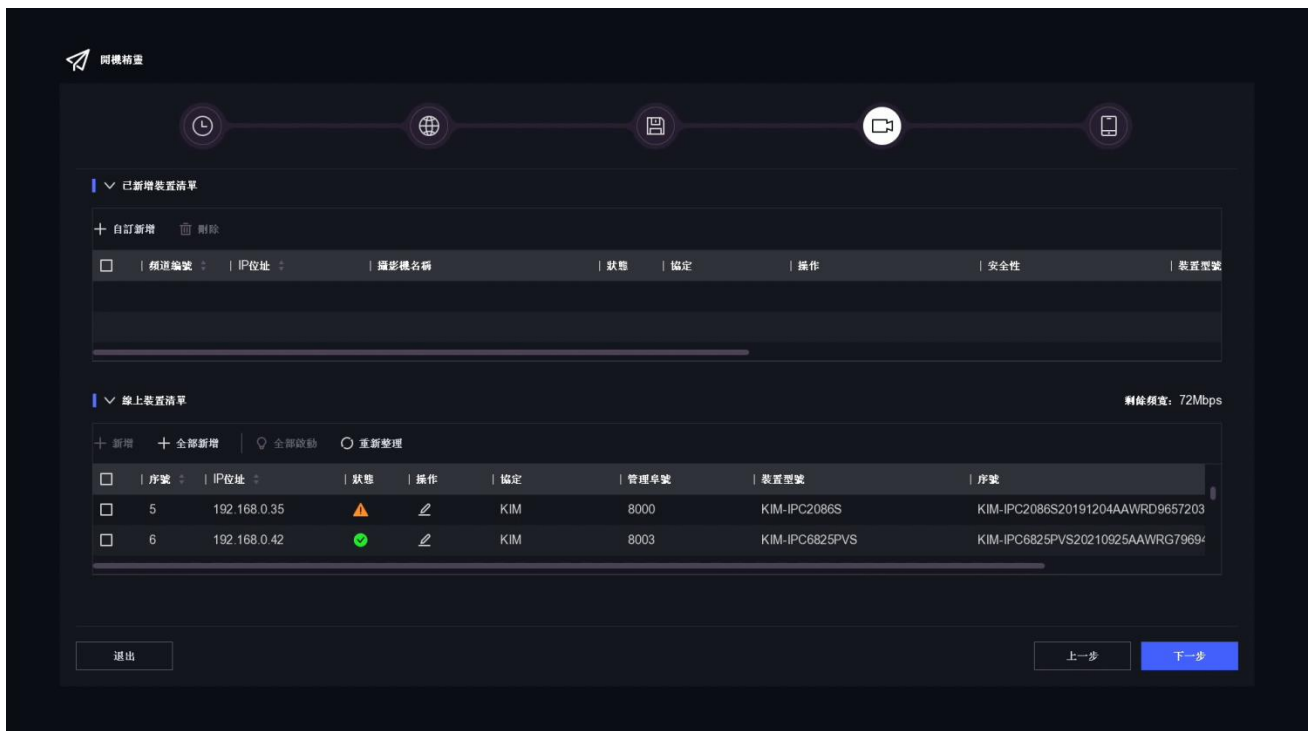 開機精靈
已新增裝置清單
自訂新增 刪除
頻道編號 IP位址 攝影機名稱 狀態 協定 操作 安全性 裝置型號
線上裝置清單 剩餘頻寬: 72Mbps
新增 全部新增 全部啟動 重新整理
序號 IP位址 狀態 操作 協定 管理阜號 裝置型號 序號
5 192.168.0.35 KIM 8000 KIM-IPC2086S KIM-IPC2086S20191204AAWRD9657203
6 192.168.0.42 KIM 8003 KIM-IPC6825PVS KIM-IPC6825PVS20210925AAWRG79694
退出 上一步 下一步